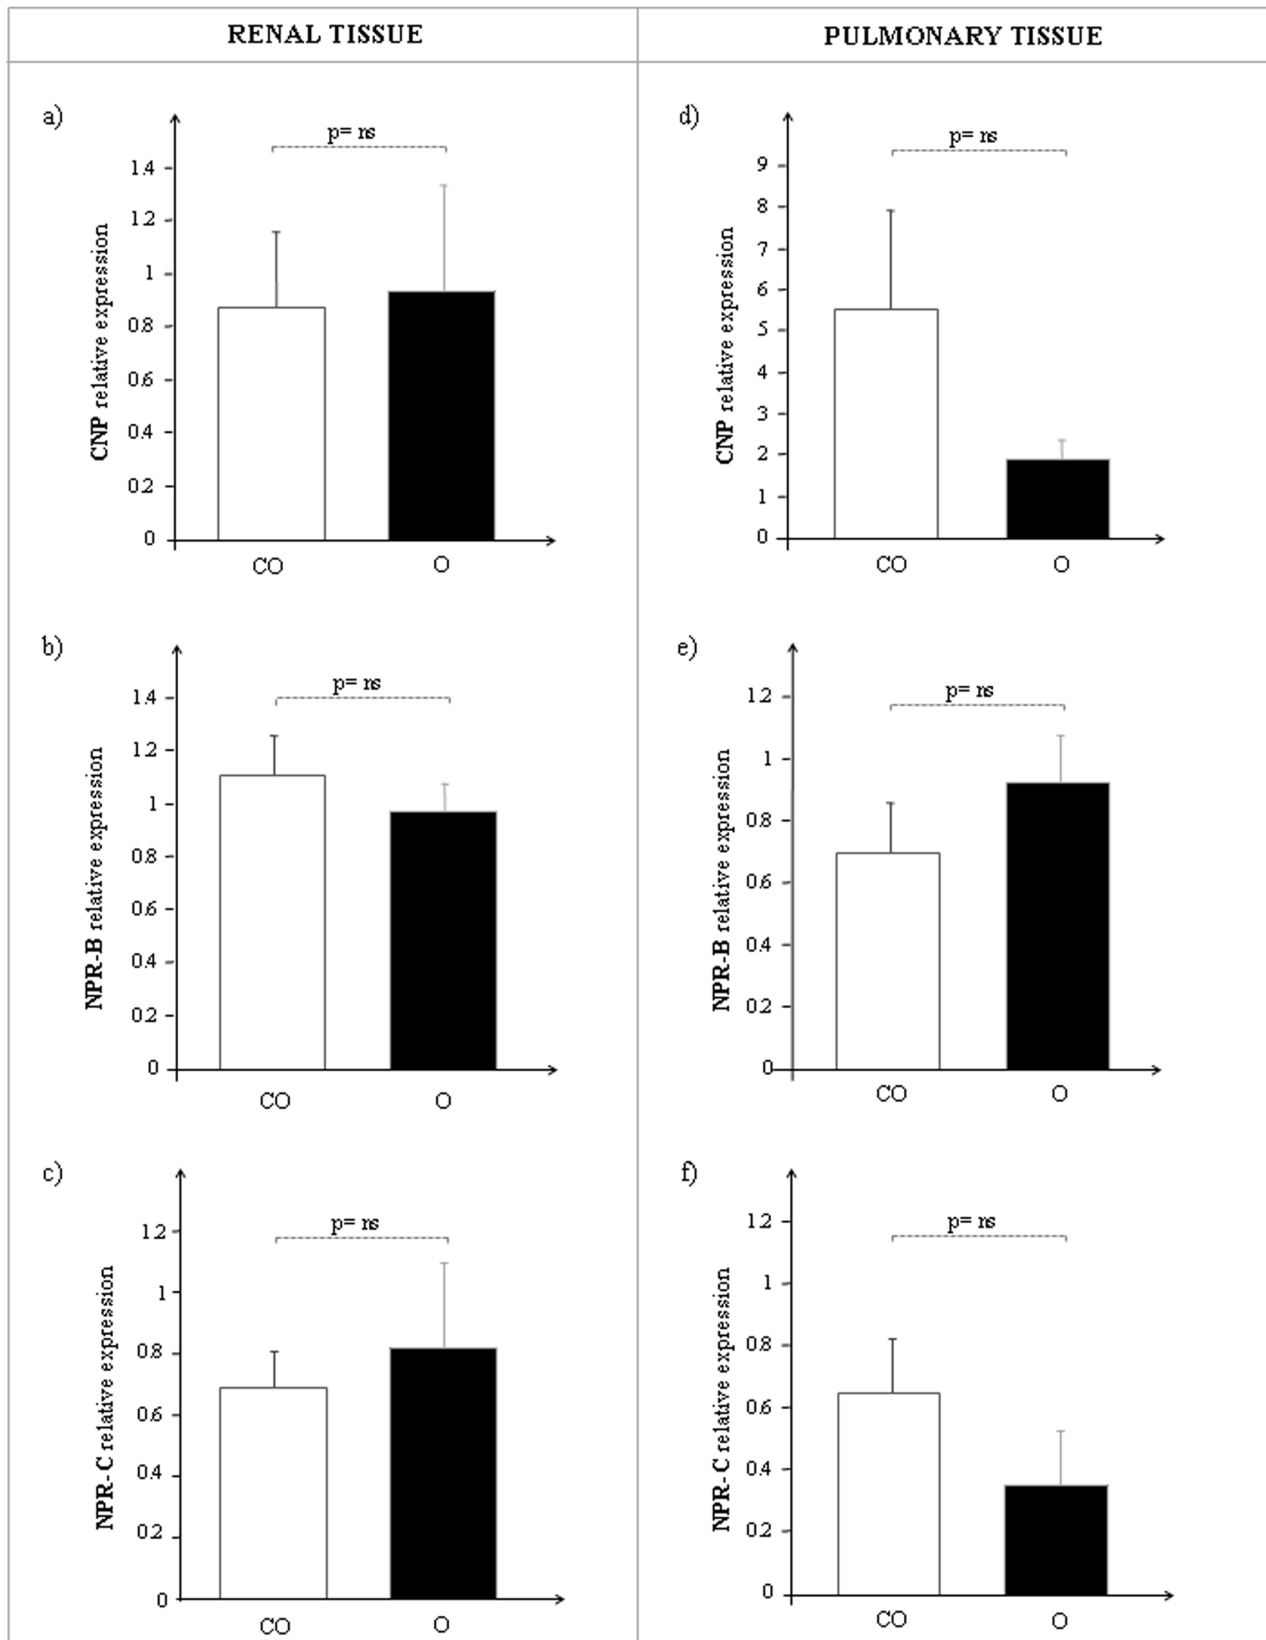 RENAL TISSUE
PULMONARY TISSUE
a)
p= ns
CNP relative expression
1.4
1.2
1
0.8
0.6
0.4
0.2
0
CO
O
b)
p= ns
NPR-B relative expression
1.4
1.2
1
0.8
0.6
0.4
0.2
0
CO
O
c)
p= ns
NPR-C relative expression
1.2
1
0.8
0.6
0.4
0.2
0
CO
O
d)
p= ns
CNP relative expression
9
8
7
6
5
4
3
2
1
0
CO
O
e)
p= ns
NPR-B relative expression
1.2
1
0.8
0.6
0.4
0.2
0
CO
O
f)
p= ns
NPR-C relative expression
1.2
1
0.8
0.6
0.4
0.2
0
CO
O